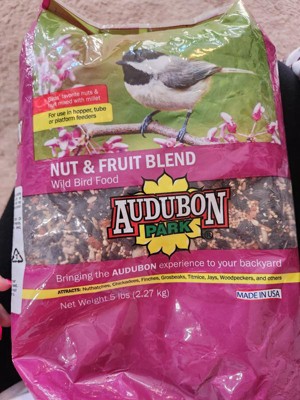 favorite nuts &
fruit mixed with millet
For use in hopper, tube
or platform feeders
NUT & FRUIT BLEND
Wild Bird Food
AUDUBON
PARK
Bringing the AUDUBON experience to your backyard
ATTRACTS: Nuthatches, Chickadees, Finches, Grosbeaks, Titmice, Jays, Woodpeckers, and others
Net Weight 5 lbs (2.27 kg)
MADE IN USA